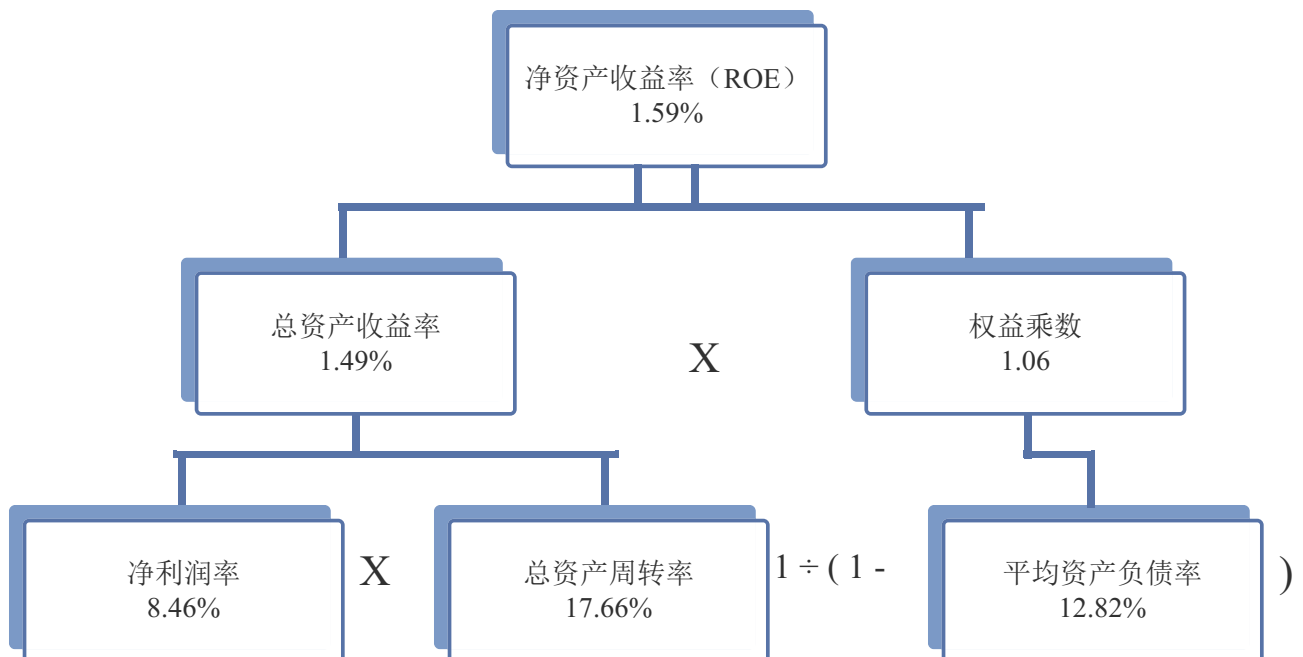 净资产收益率（ROE）
1.59%
总资产收益率
1.49%
X
权益乘数
1.06
净利润率
8.46%
X
总资产周转率
17.66%
1 ÷ ( 1 -
平均资产负债率
12.82%
)